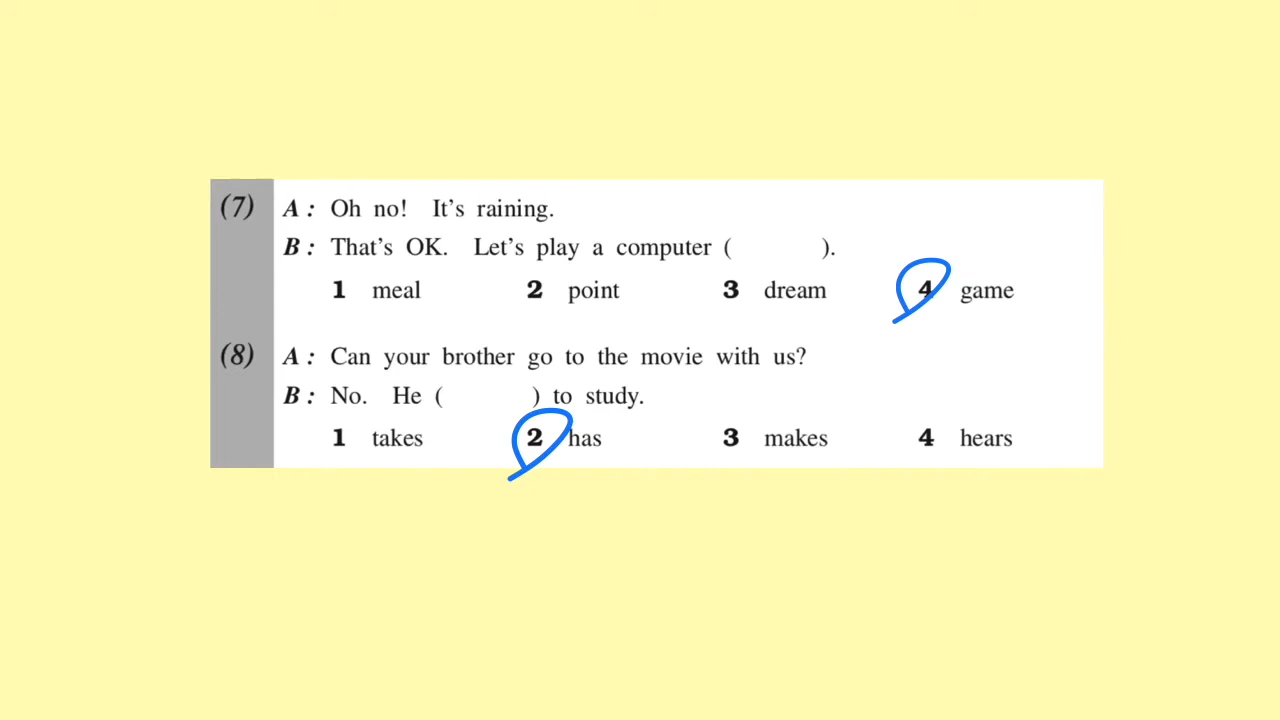 (7) A : Oh no! It's raining.
B : That's OK. Let's play a computer ( ).
1 meal 2 point 3 dream 4 game
(8) A : Can your brother go to the movie with us?
B : No. He ( ) to study.
1 takes 2 has 3 makes 4 hears